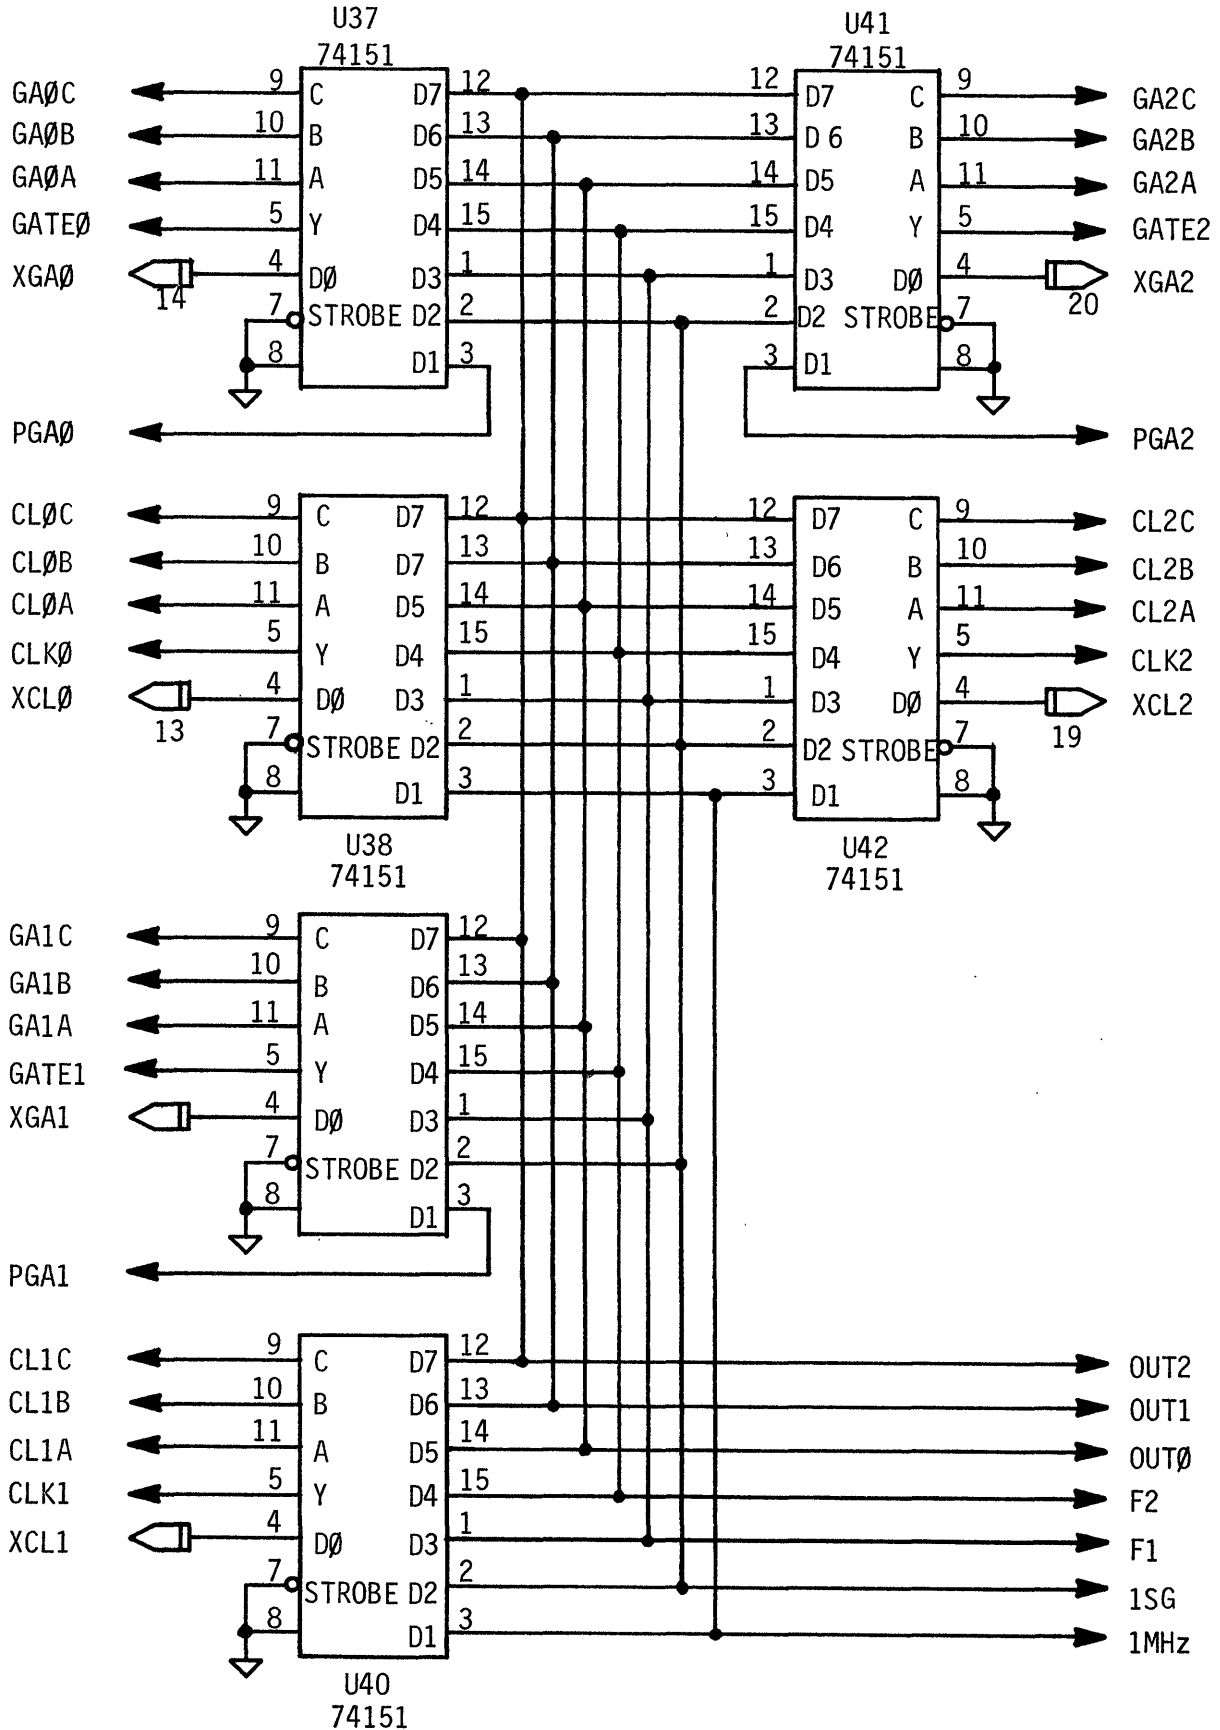 U37
74151
GAØC 9 C D7 12
GAØB 10 B D6 13
GAØA 11 A D5 14
GATEØ 5 Y D4 15
XGAØ 14 4 DØ D3 1
7 STROBE D2 2
8 D1 3
PGAØ
U41
74151
12 D7 C 9 GA2C
13 D 6 B 10 GA2B
14 D5 A 11 GA2A
15 D4 Y 5 GATE2
1 D3 DØ 4 20 XGA2
2 D2 STROBE 7
3 D1 8
PGA2
CLØC 9 C D7 12
CLØB 10 B D7 13
CLØA 11 A D5 14
CLKØ 5 Y D4 15
XCLØ 13 4 DØ D3 1
7 STROBE D2 2
8 D1 3
U38
74151
12 D7 C 9 CL2C
13 D6 B 10 CL2B
14 D5 A 11 CL2A
15 D4 Y 5 CLK2
1 D3 DØ 4 19 XCL2
2 D2 STROBE 7
3 D1 8
U42
74151
GA1C 9 C D7 12
GA1B 10 B D6 13
GA1A 11 A D5 14
GATE1 5 Y D4 15
XGA1 4 DØ D3 1
7 STROBE D2 2
8 D1 3
PGA1
CL1C 9 C D7 12 OUT2
CL1B 10 B D6 13 OUT1
CL1A 11 A D5 14 OUTØ
CLK1 5 Y D4 15 F2
XCL1 4 DØ D3 1 F1
7 STROBE D2 2 1SG
8 D1 3 1MHz
U40
74151